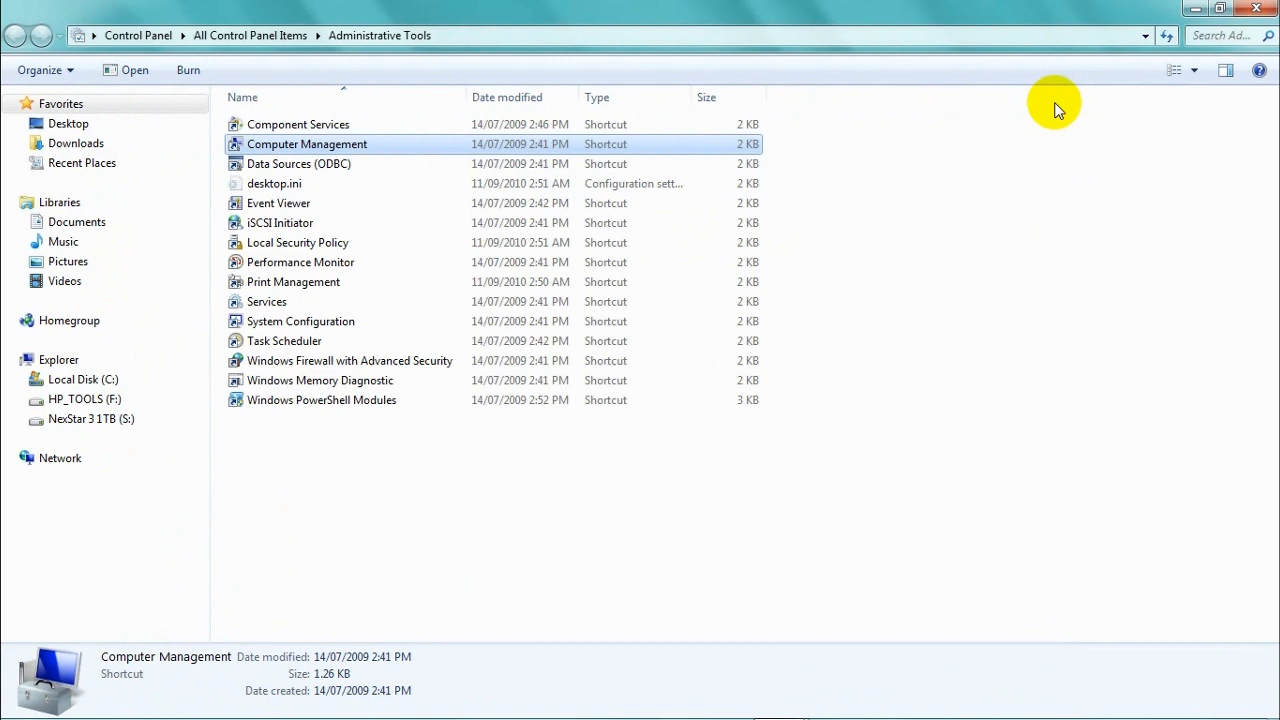 Control Panel All Control Panel Items Administrative Tools Search Ad...
Organize Open Burn
Favorites
Desktop
Downloads
Recent Places
Libraries
Documents
Music
Pictures
Videos
Homegroup
Explorer
Local Disk (C:)
HP_TOOLS (F:)
NexStar 3 1TB (S:)
Network
Name Date modified Type Size
Component Services 14/07/2009 2:46 PM Shortcut 2 KB
Computer Management 14/07/2009 2:41 PM Shortcut 2 KB
Data Sources (ODBC) 14/07/2009 2:41 PM Shortcut 2 KB
desktop.ini 11/09/2010 2:51 AM Configuration sett... 2 KB
Event Viewer 14/07/2009 2:42 PM Shortcut 2 KB
iSCSI Initiator 14/07/2009 2:41 PM Shortcut 2 KB
Local Security Policy 11/09/2010 2:51 AM Shortcut 2 KB
Performance Monitor 14/07/2009 2:41 PM Shortcut 2 KB
Print Management 11/09/2010 2:50 AM Shortcut 2 KB
Services 14/07/2009 2:41 PM Shortcut 2 KB
System Configuration 14/07/2009 2:41 PM Shortcut 2 KB
Task Scheduler 14/07/2009 2:42 PM Shortcut 2 KB
Windows Firewall with Advanced Security 14/07/2009 2:41 PM Shortcut 2 KB
Windows Memory Diagnostic 14/07/2009 2:41 PM Shortcut 2 KB
Windows PowerShell Modules 14/07/2009 2:52 PM Shortcut 3 KB
Computer Management Date modified: 14/07/2009 2:41 PM
Shortcut Size: 1.26 KB
Date created: 14/07/2009 2:41 PM